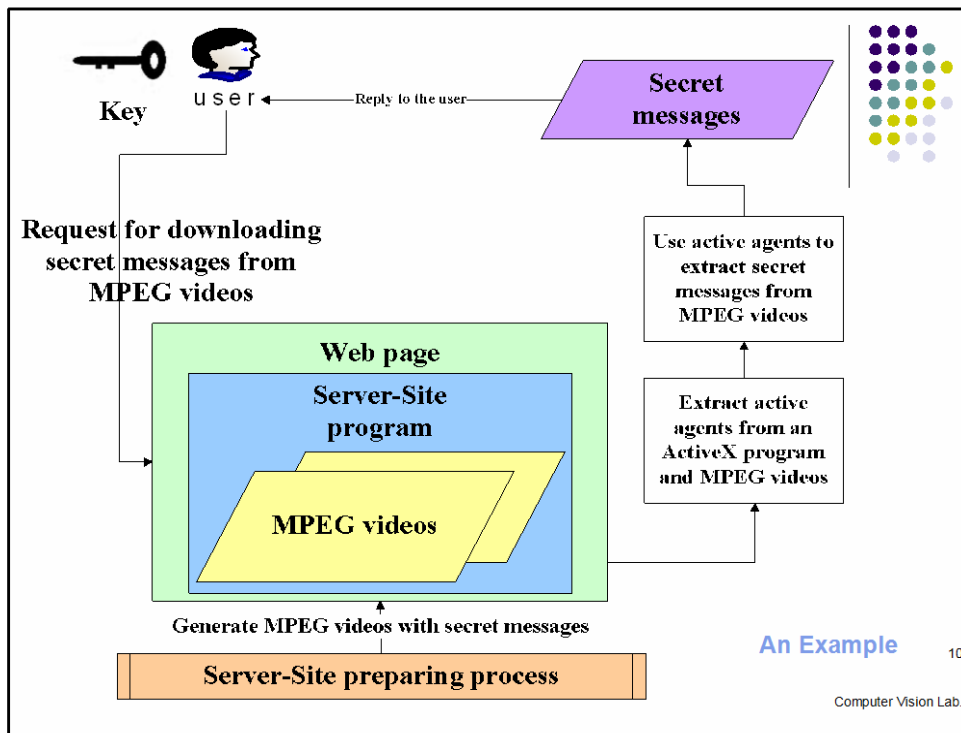 Key
user
Reply to the user
Secret
messages
Request for downloading
secret messages from
MPEG videos
Use active agents to
extract secret
messages from
MPEG videos
Web page
Server-Site
program
MPEG videos
Extract active
agents from an
ActiveX program
and MPEG videos
Generate MPEG videos with secret messages
Server-Site preparing process
An Example
10
Computer Vision Lab.